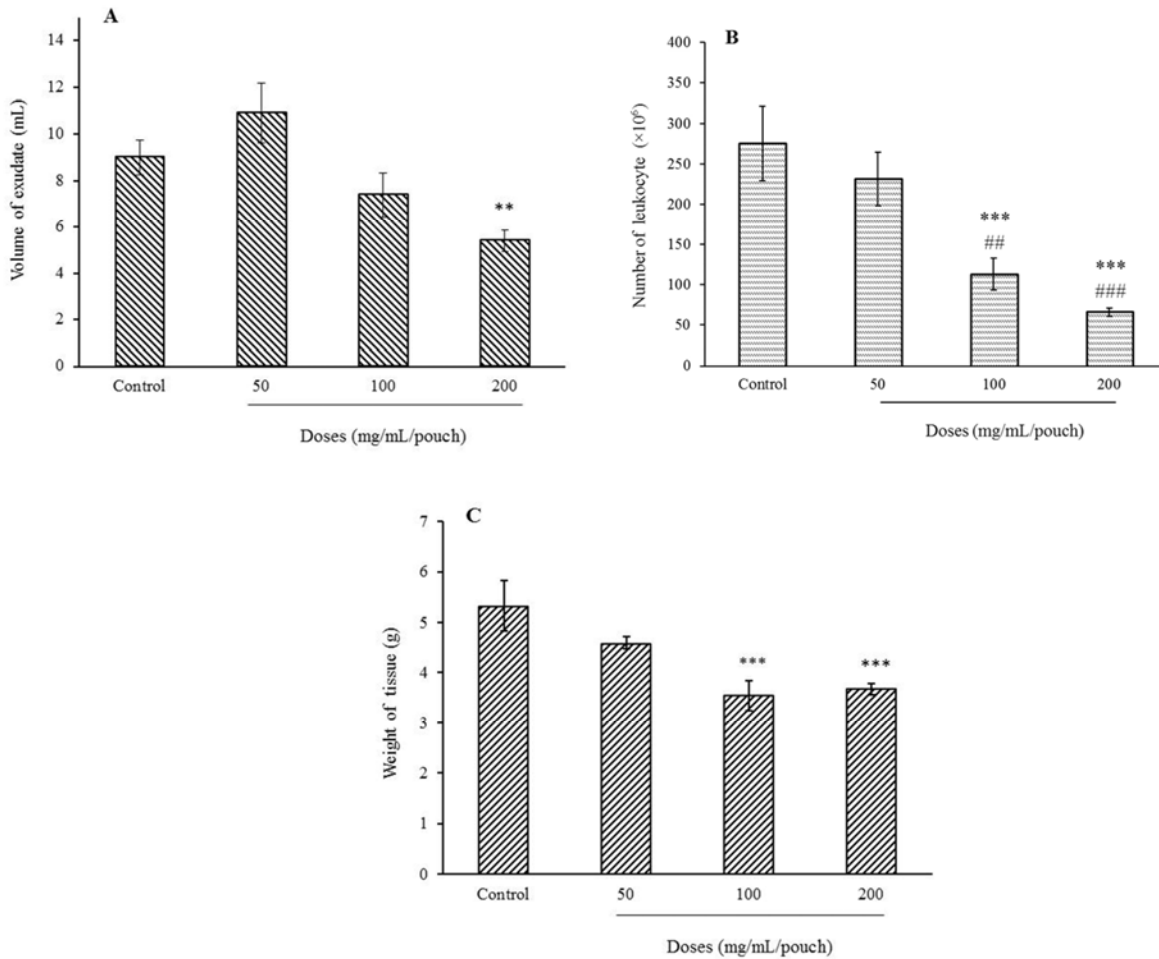 A
Volume of exudate (mL)
14
12
10
8
6
4
2
0
**
Control 50 100 200
Doses (mg/mL/pouch)
B
Number of leukocyte (×10⁶)
400
350
300
250
200
150
100
50
0
***
##
***
###
Control 50 100 200
Doses (mg/mL/pouch)
C
Weight of tissue (g)
7
6
5
4
3
2
1
0
*** ***
Control 50 100 200
Doses (mg/mL/pouch)